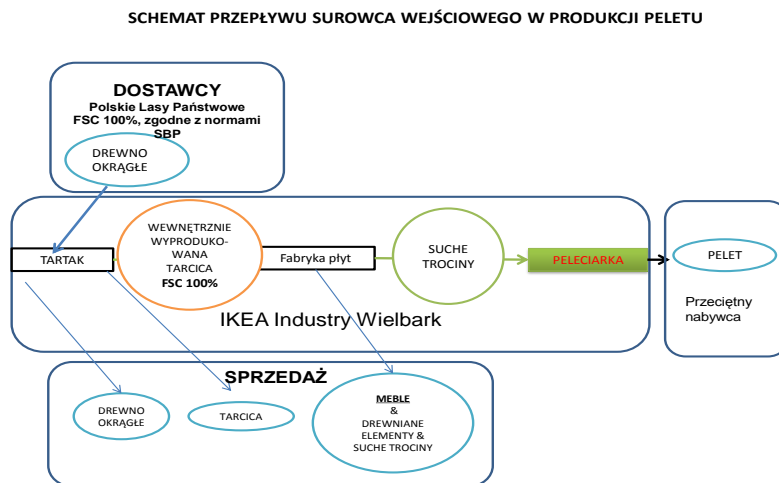 SCHEMAT PRZEPŁYWU SUROWCA WEJŚCIOWEGO W PRODUKCJI PELETU
DOSTAWCY
Polskie Lasy Państwowe
FSC 100%, zgodne z normami
SBP
DREWNO
OKRĄGŁE
TARTAK
WEWNĘTRZNIE
WYPRODUKO-
WANA
TARCICA
FSC 100%
Fabryka płyt
SUCHE
TROCINY
PELECIARKA
PELET
Przeciętny
nabywca
IKEA Industry Wielbark
SPRZEDAŻ
DREWNO
OKRĄGŁE
TARCICA
MEBLE
&
DREWNIANE
ELEMENTY &
SUCHE TROCINY